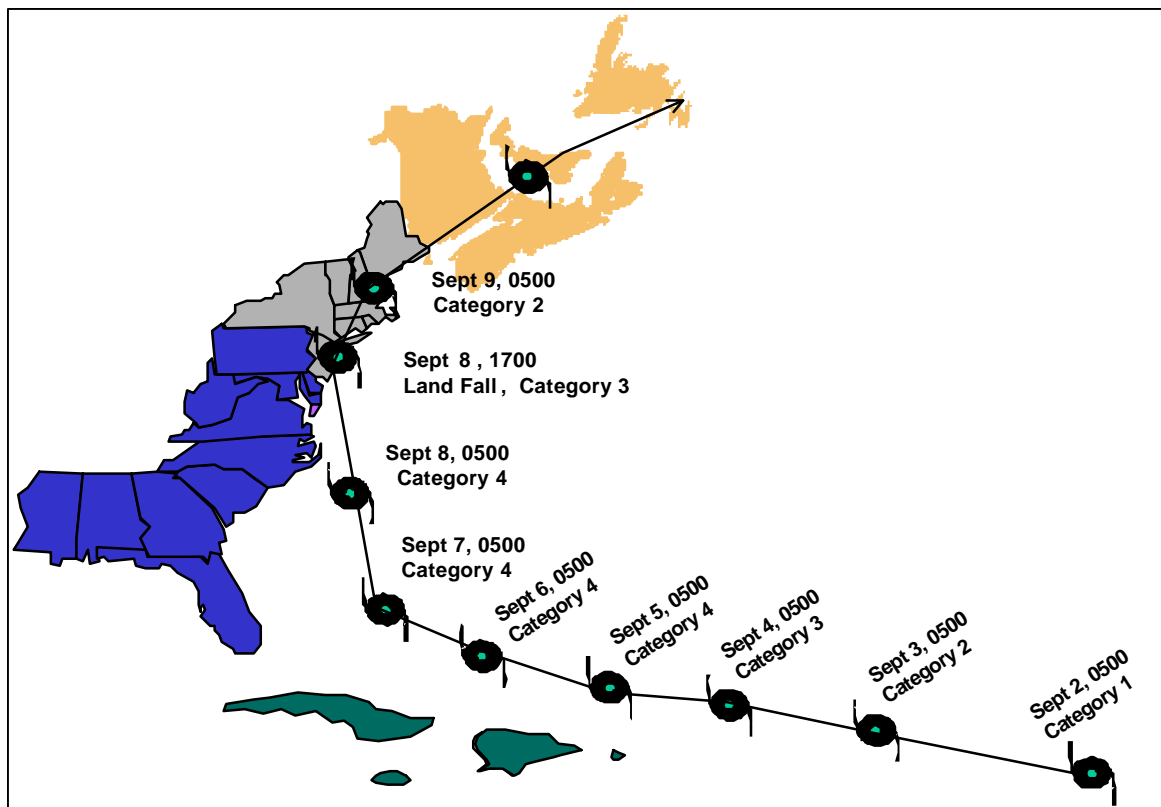 Sept 9, 0500
Category 2
Sept 8 , 1700
Land Fall , Category 3
Sept 8, 0500
Category 4
Sept 7, 0500
Category 4
Sept 6, 0500
Category 4
Sept 5, 0500
Category 4
Sept 4, 0500
Category 3
Sept 3, 0500
Category 2
Sept 2, 0500
Category 1